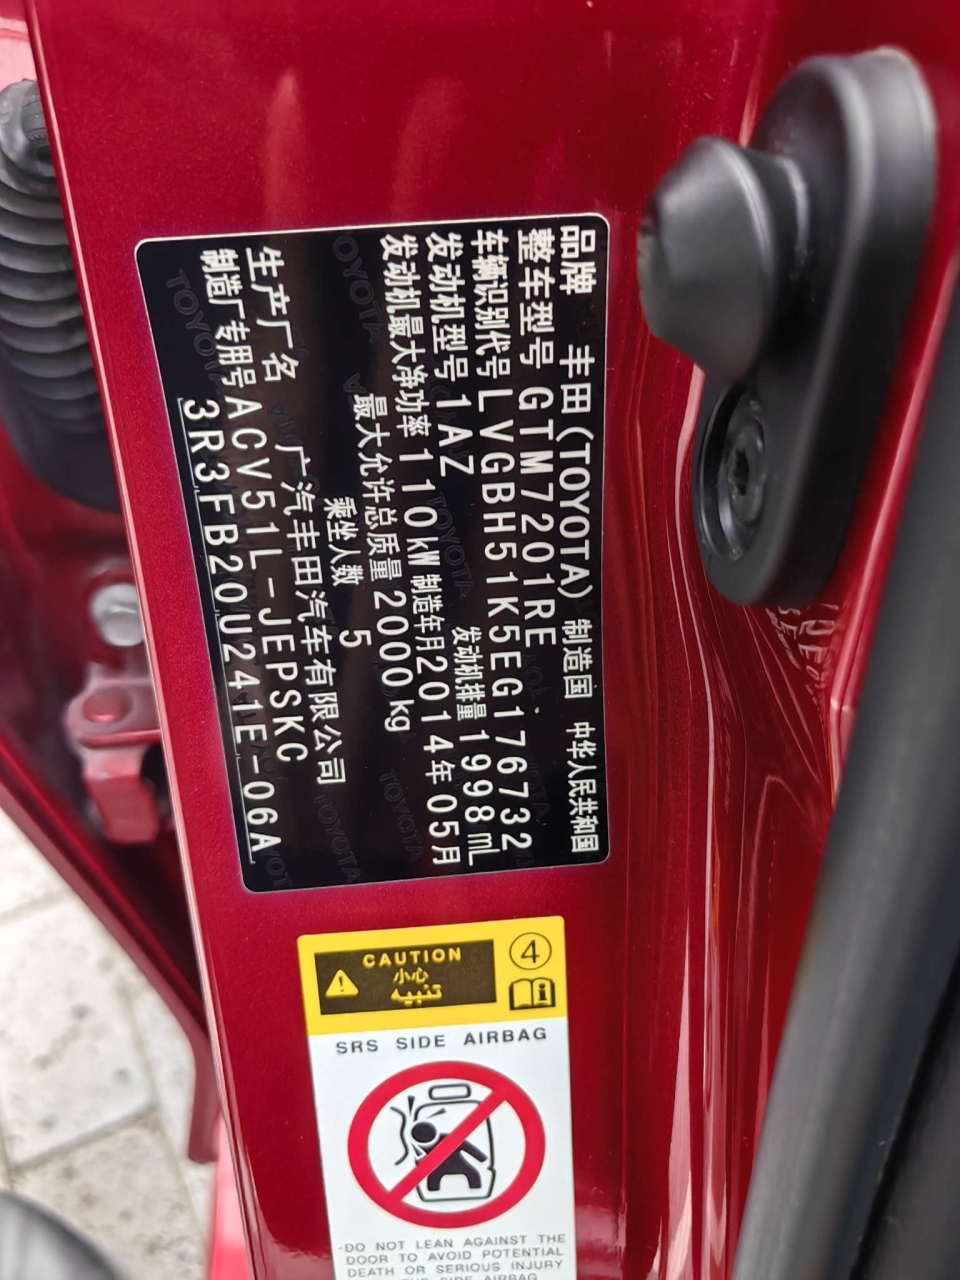 品牌 丰田(TOYOTA) 制造国 中华人民共和国
整车型号 GTM7201RE
车辆识别代号 LVGBH51K5EG176732
发动机型号 1AZ 发动机排量 1998mL
发动机最大净功率 110kW 制造年月 2014年05月
最大允许总质量 2000kg
乘坐人数 5
生产厂名 广汽丰田汽车有限公司
制造厂专用号 ACV51L-JEPSKC
3R3FB20U241E-06A
CAUTION
小心
تنبيه
4
SRS SIDE AIRBAG
DO NOT LEAN AGAINST THE
DOOR TO AVOID POTENTIAL
DEATH OR SERIOUS INJURY
THE SIDE AIRBAG